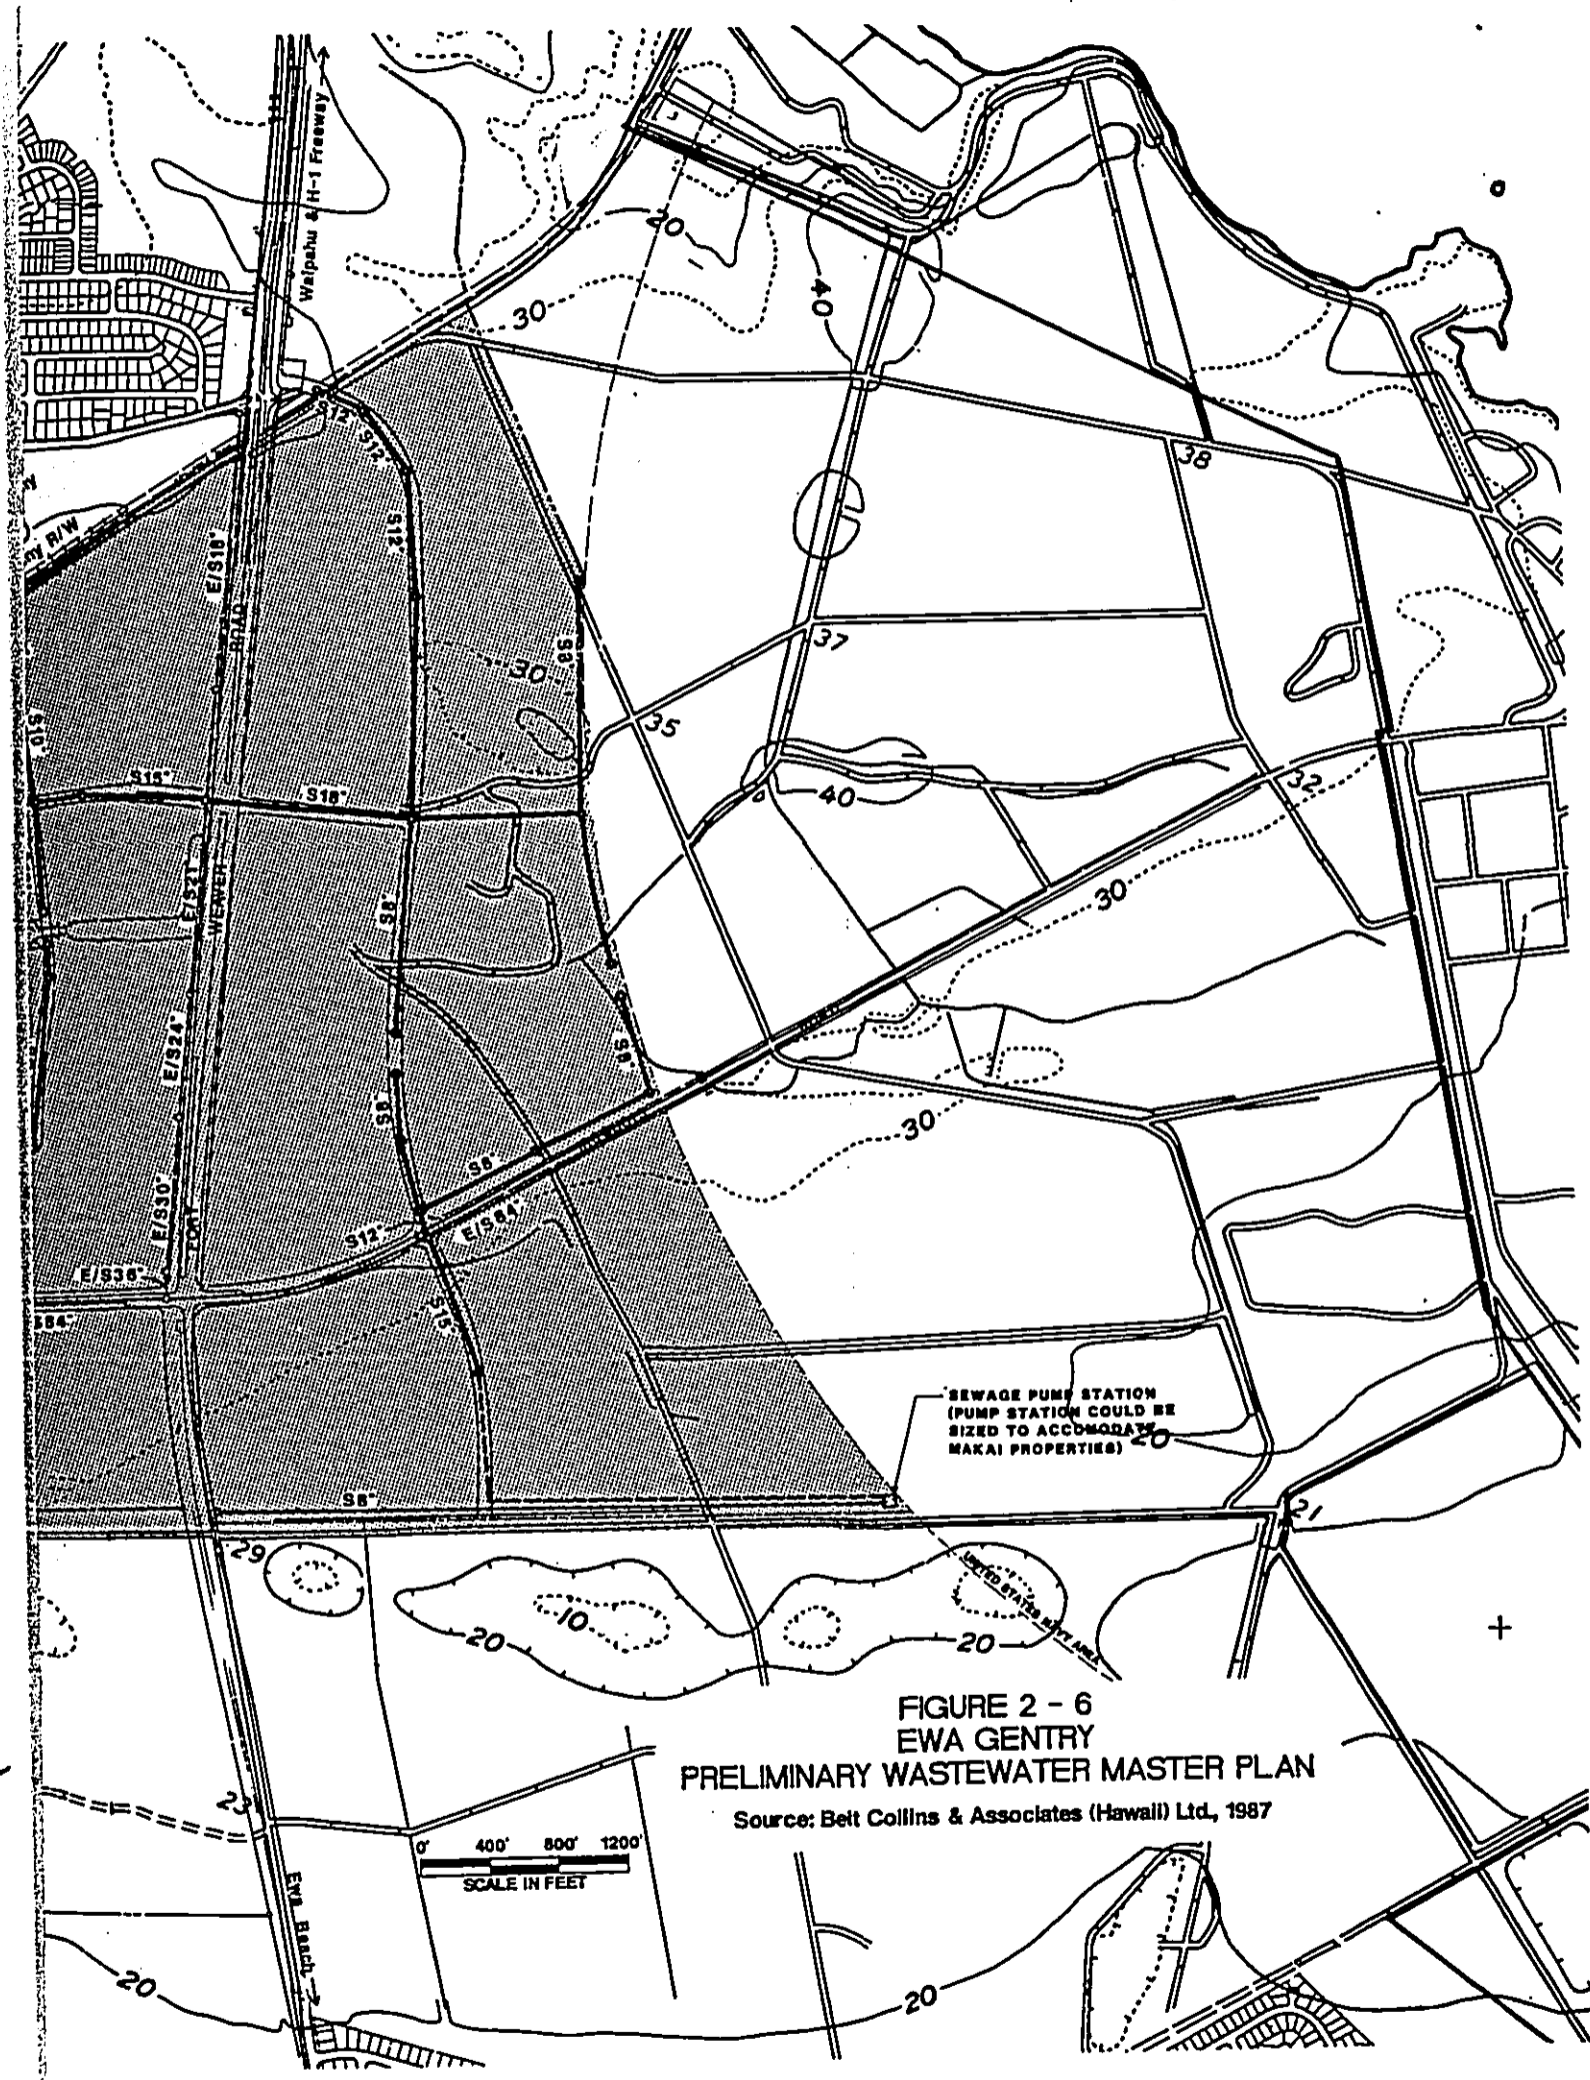 Waipahu & H-1 Freeway
20
30
40
S12"
S12"
38
R/W
S12"
E/S18"
ROAD
37
30
S8"
35
S10"
S15"
S18"
40
32
E/S21"
WEAVER
S8"
30
E/S24"
S8"
S8"
30
E/S30"
FORT
S8"
S12"
E/S84"
E/S36"
S84"
S15"
SEWAGE PUMP STATION
(PUMP STATION COULD BE
SIZED TO ACCOMODATE
MAKAI PROPERTIES)
20
S8"
21
29
UNITED STATES NAVY AREA
10
20
20
FIGURE 2 - 6
EWA GENTRY
PRELIMINARY WASTEWATER MASTER PLAN
Source: Belt Collins & Associates (Hawaii) Ltd., 1987
23
0' 400' 800' 1200'
SCALE IN FEET
Ewa Beach
20
20